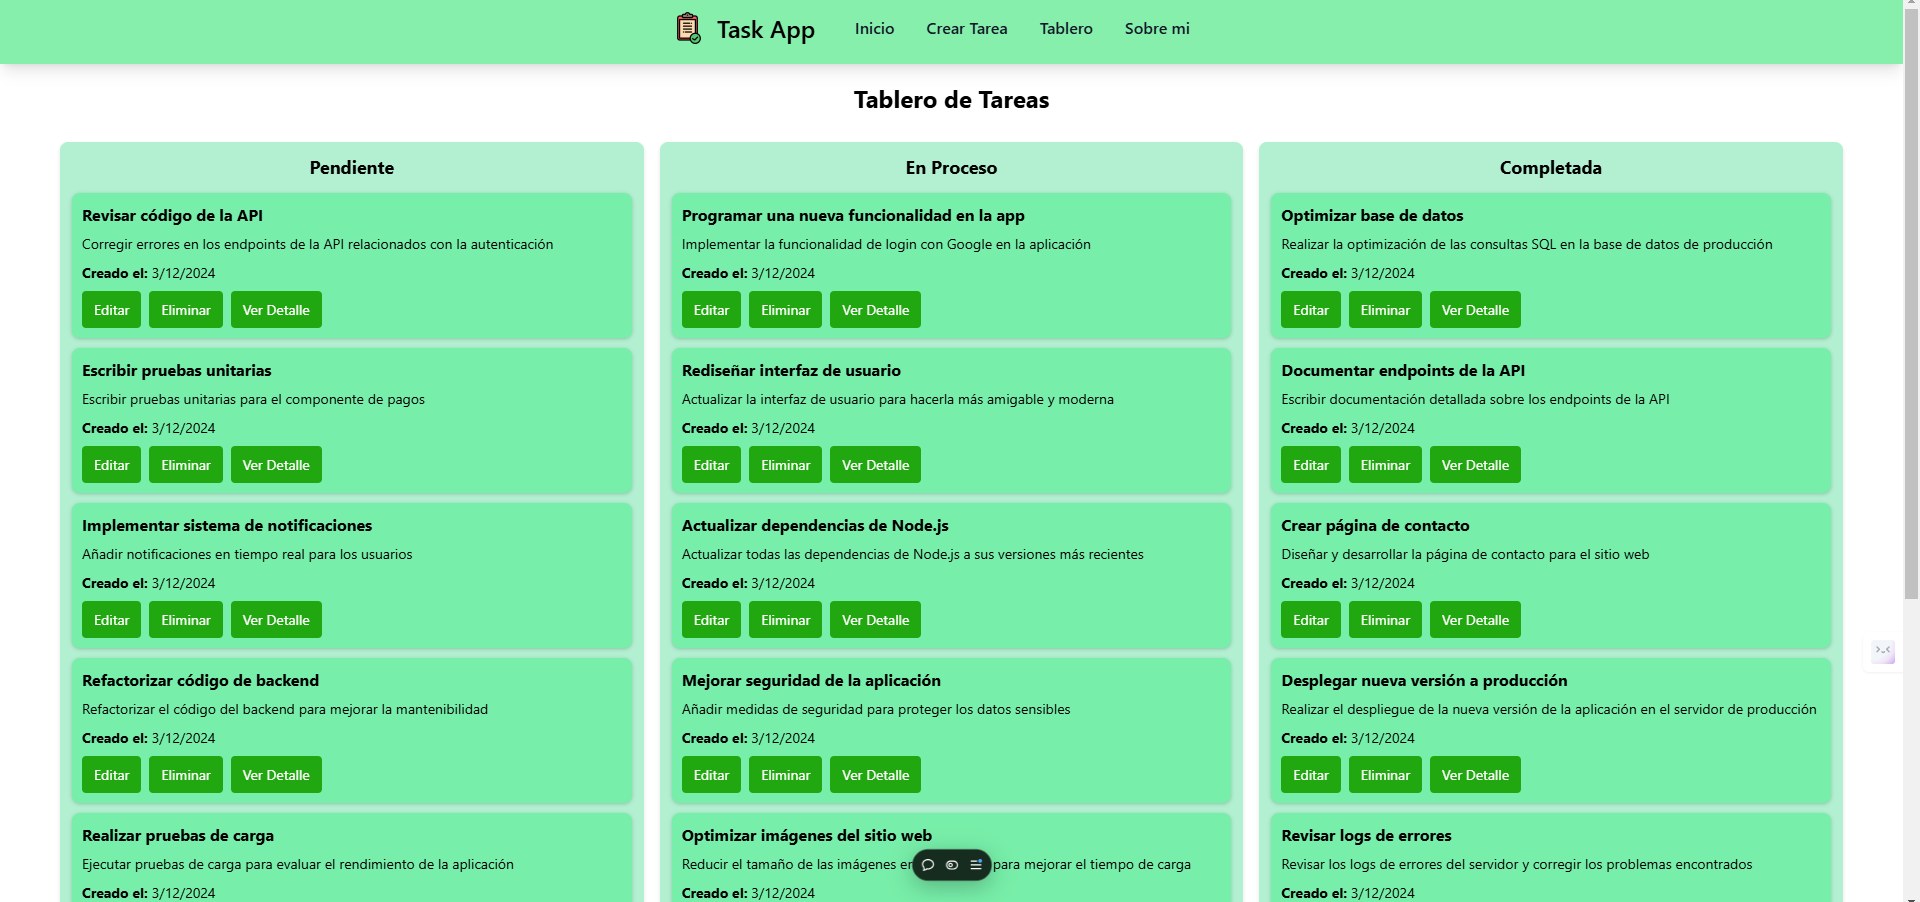 Task App
Inicio
Crear Tarea
Tablero
Sobre mi
Tablero de Tareas
Pendiente
Revisar código de la API
Corregir errores en los endpoints de la API relacionados con la autenticación
Creado el: 3/12/2024
Editar
Eliminar
Ver Detalle
Escribir pruebas unitarias
Escribir pruebas unitarias para el componente de pagos
Creado el: 3/12/2024
Editar
Eliminar
Ver Detalle
Implementar sistema de notificaciones
Añadir notificaciones en tiempo real para los usuarios
Creado el: 3/12/2024
Editar
Eliminar
Ver Detalle
Refactorizar código de backend
Refactorizar el código del backend para mejorar la mantenibilidad
Creado el: 3/12/2024
Editar
Eliminar
Ver Detalle
Realizar pruebas de carga
Ejecutar pruebas de carga para evaluar el rendimiento de la aplicación
Creado el: 3/12/2024
En Proceso
Programar una nueva funcionalidad en la app
Implementar la funcionalidad de login con Google en la aplicación
Creado el: 3/12/2024
Editar
Eliminar
Ver Detalle
Rediseñar interfaz de usuario
Actualizar la interfaz de usuario para hacerla más amigable y moderna
Creado el: 3/12/2024
Editar
Eliminar
Ver Detalle
Actualizar dependencias de Node.js
Actualizar todas las dependencias de Node.js a sus versiones más recientes
Creado el: 3/12/2024
Editar
Eliminar
Ver Detalle
Mejorar seguridad de la aplicación
Añadir medidas de seguridad para proteger los datos sensibles
Creado el: 3/12/2024
Editar
Eliminar
Ver Detalle
Optimizar imágenes del sitio web
Reducir el tamaño de las imágenes para mejorar el tiempo de carga
Creado el: 3/12/2024
Completada
Optimizar base de datos
Realizar la optimización de las consultas SQL en la base de datos de producción
Creado el: 3/12/2024
Editar
Eliminar
Ver Detalle
Documentar endpoints de la API
Escribir documentación detallada sobre los endpoints de la API
Creado el: 3/12/2024
Editar
Eliminar
Ver Detalle
Crear página de contacto
Diseñar y desarrollar la página de contacto para el sitio web
Creado el: 3/12/2024
Editar
Eliminar
Ver Detalle
Desplegar nueva versión a producción
Realizar el despliegue de la nueva versión de la aplicación en el servidor de producción
Creado el: 3/12/2024
Editar
Eliminar
Ver Detalle
Revisar logs de errores
Revisar los logs de errores del servidor y corregir los problemas encontrados
Creado el: 3/12/2024